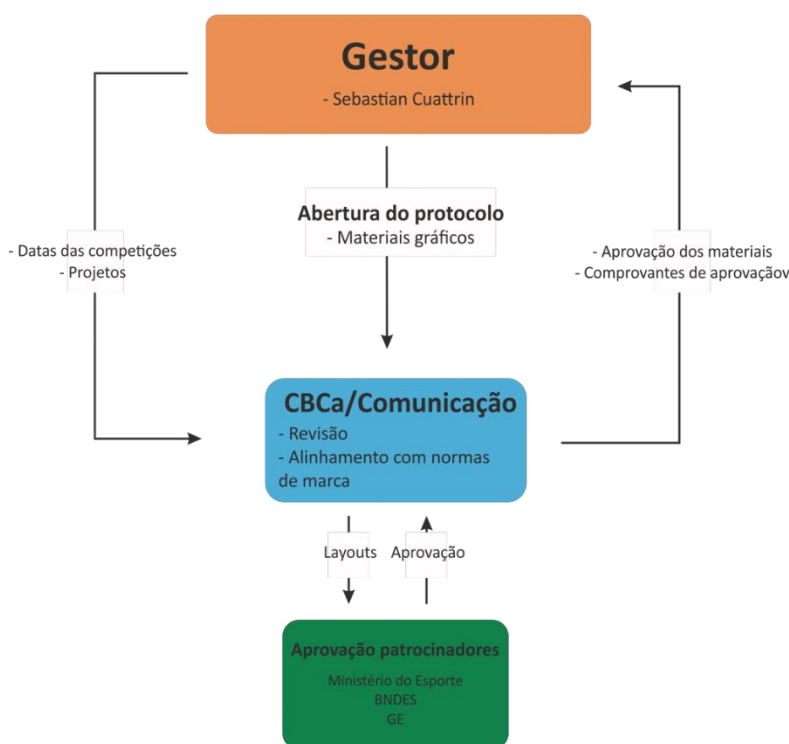 Gestor
- Sebastian Cuattrin
Abertura do protocolo
- Materiais gráficos
- Datas das competições
- Projetos
- Aprovação dos materiais
- Comprovantes de aprovaçãov
CBCa/Comunicação
- Revisão
- Alinhamento com normas
de marca
Layouts
Aprovação
Aprovação patrocinadores
Ministério do Esporte
BNDES
GE